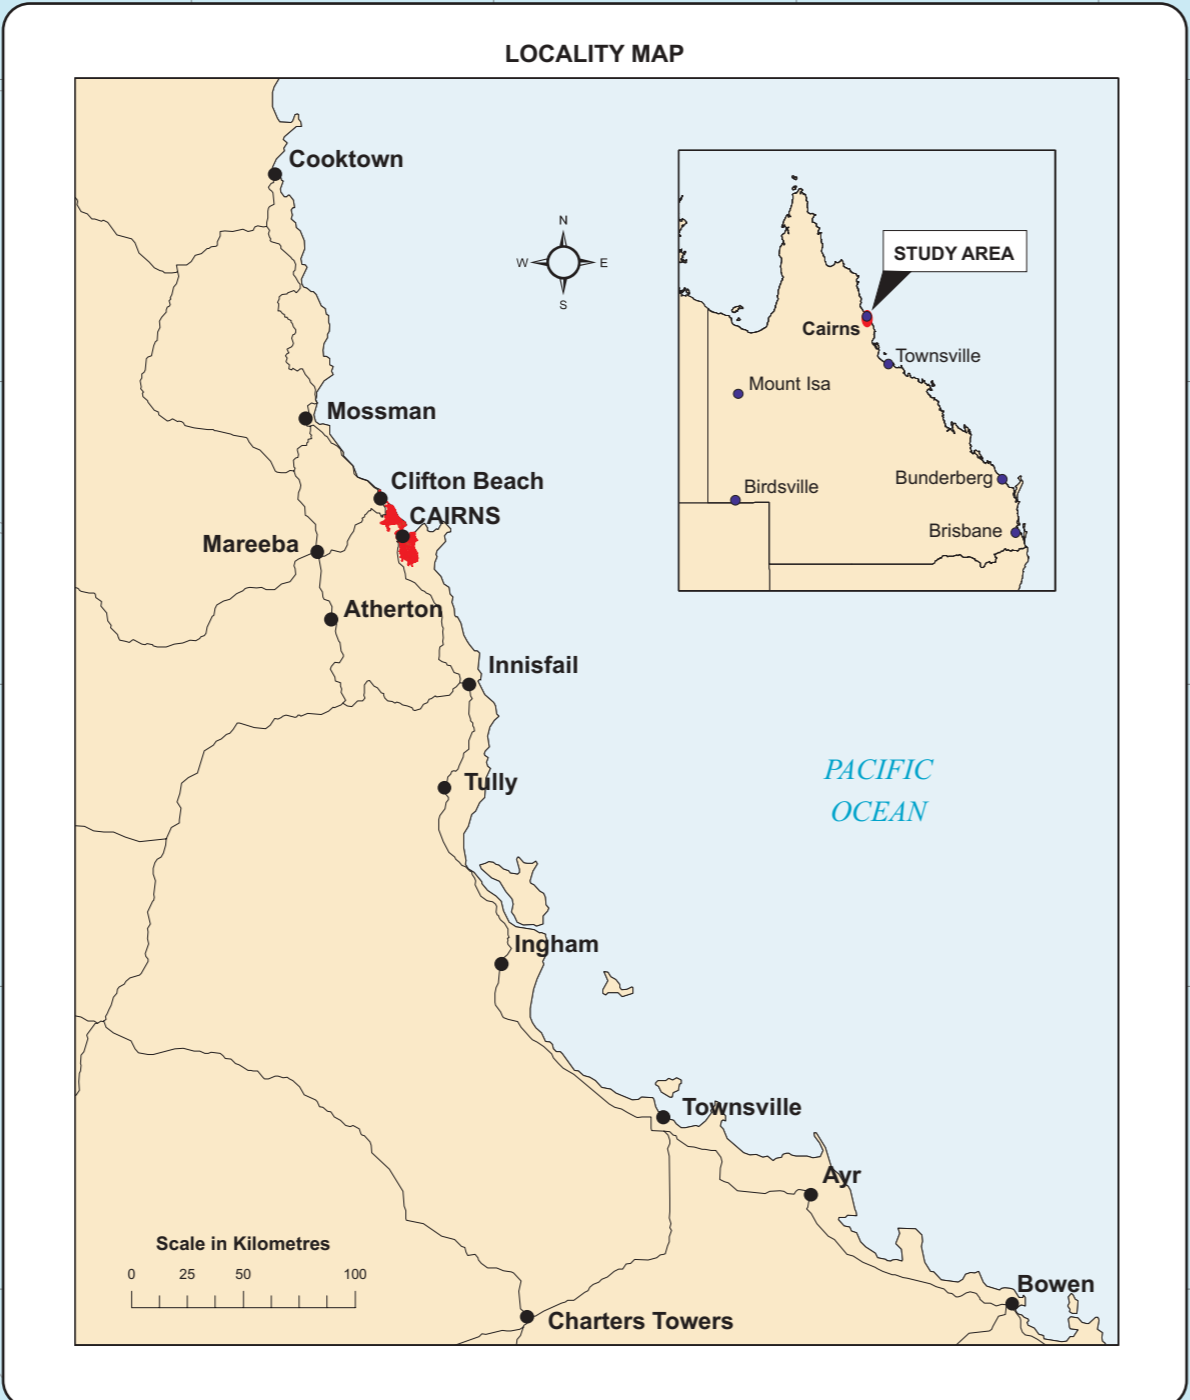 LOCALITY MAP
Cooktown
N
W E
S
STUDY AREA
Cairns
Townsville
Mount Isa
Bunderberg
Birdsville
Brisbane
Mossman
Clifton Beach
CAIRNS
Mareeba
Atherton
Innisfail
PACIFIC
OCEAN
Tully
Ingham
Townsville
Ayr
Scale in Kilometres
0 25 50 100
Bowen
Charters Towers